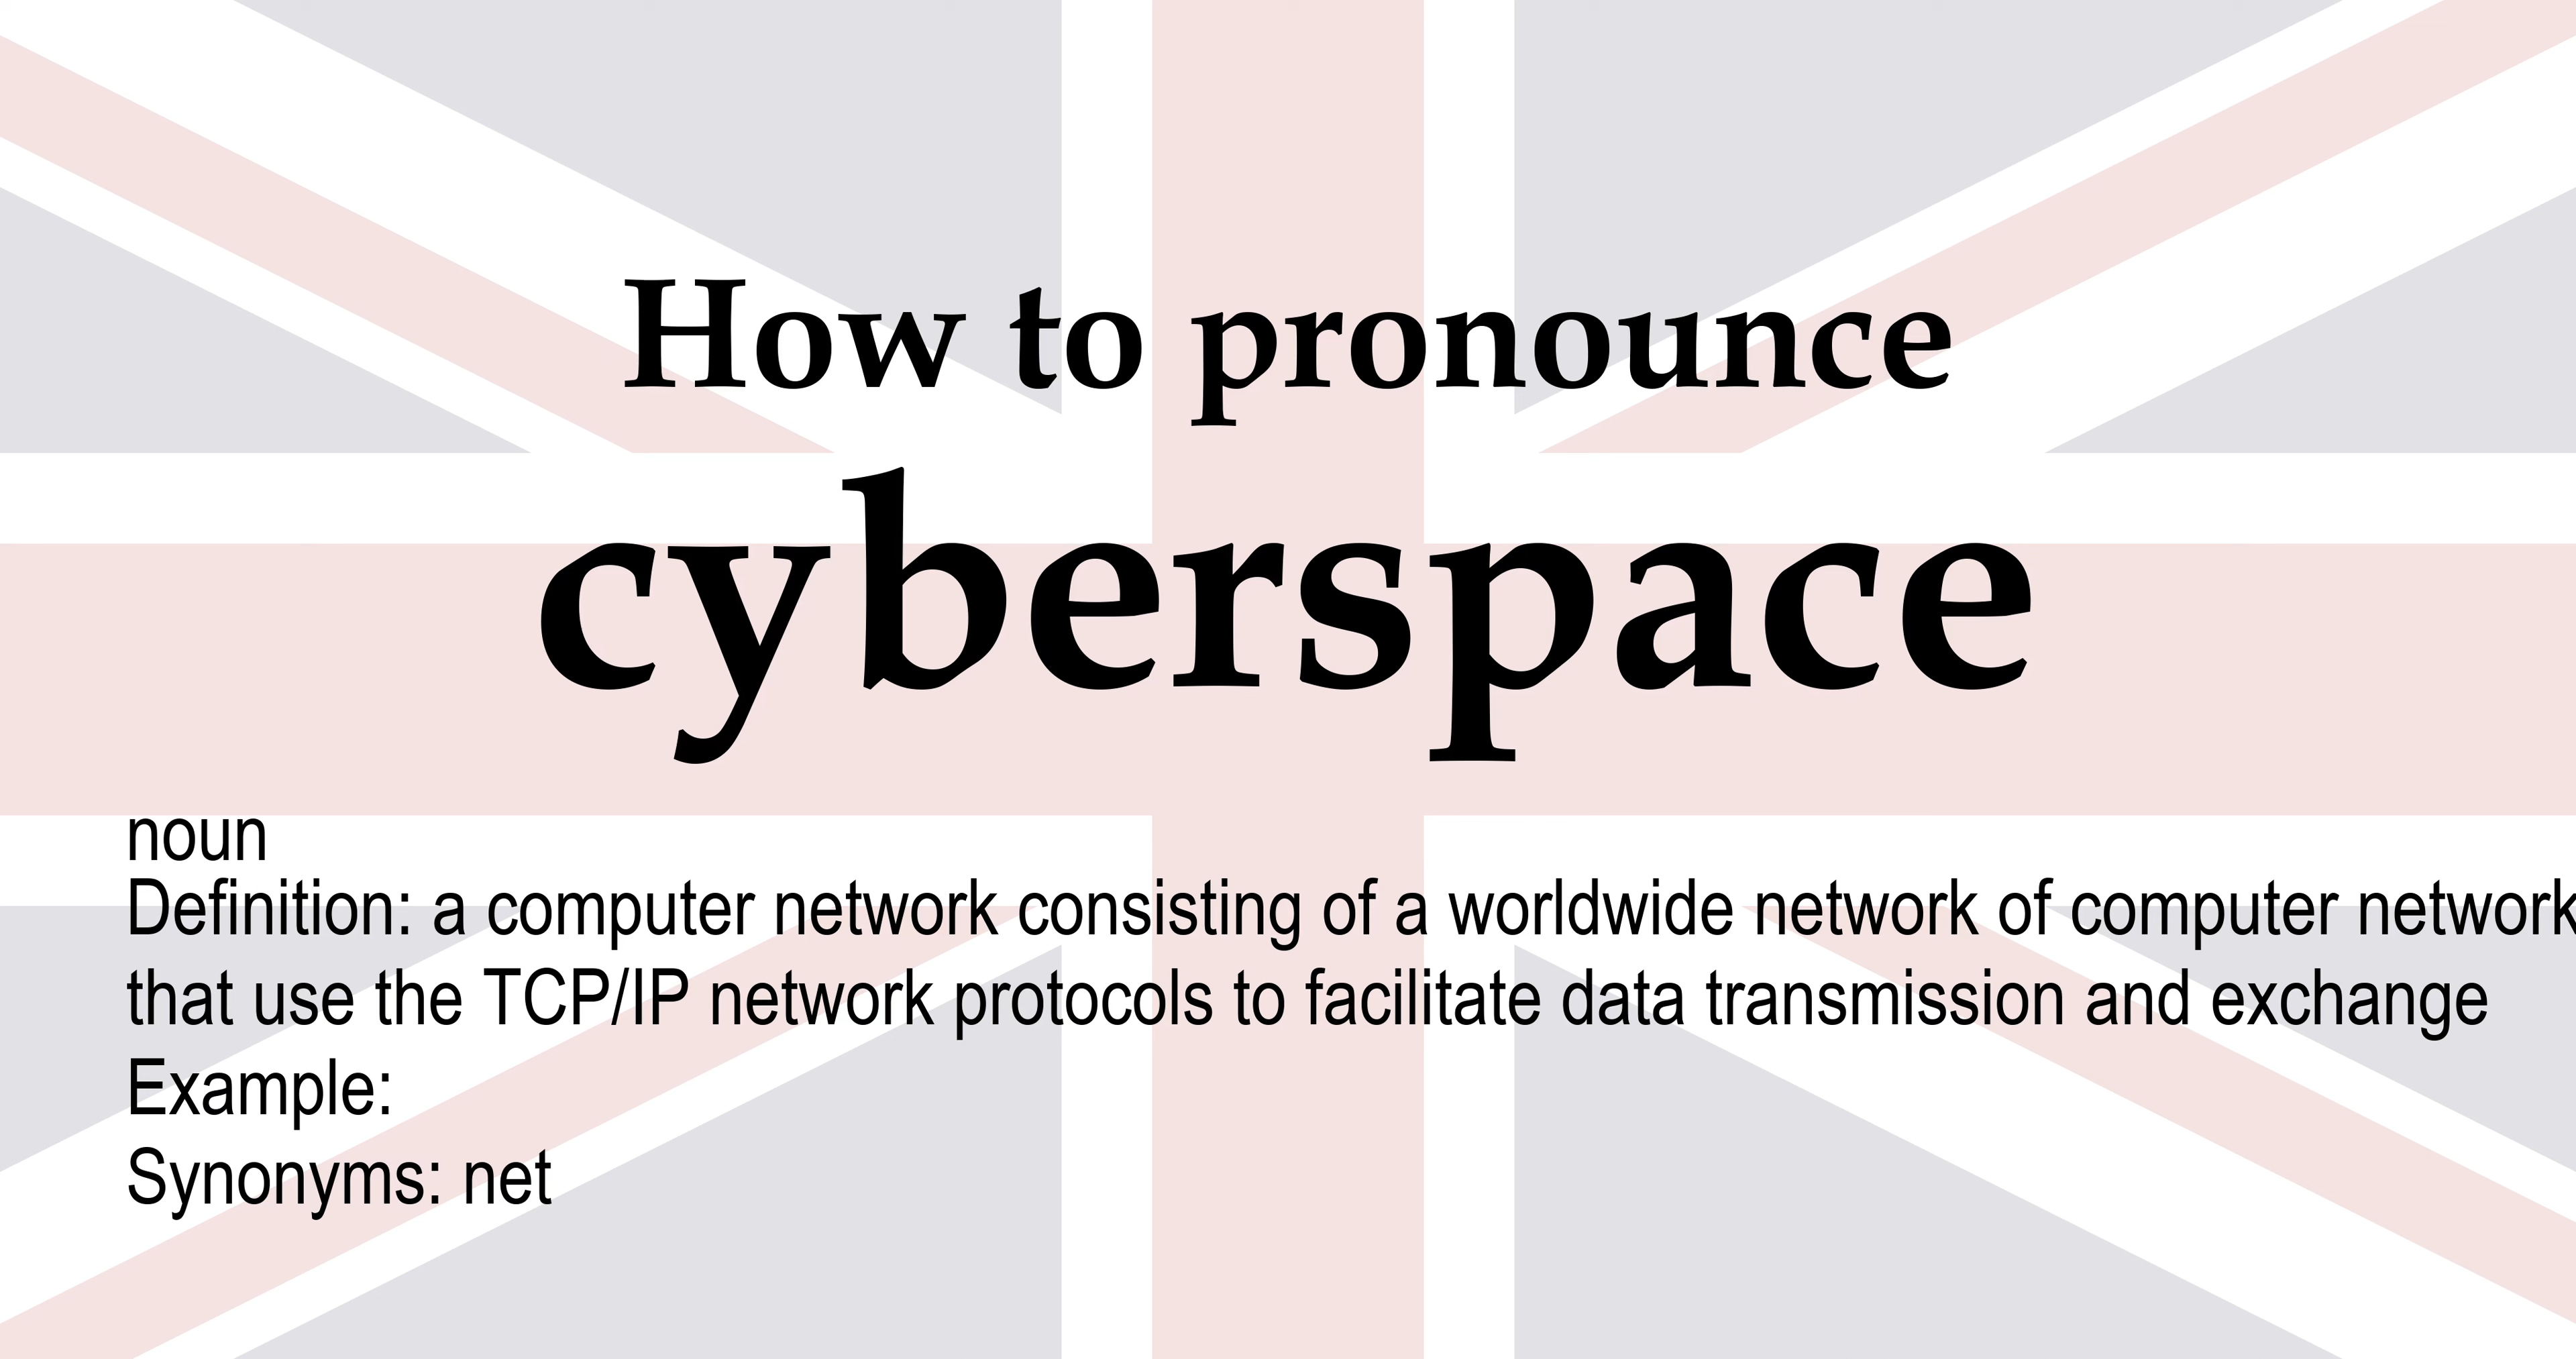 How to pronounce
cyberspace
noun
Definition: a computer network consisting of a worldwide network of computer network
that use the TCP/IP network protocols to facilitate data transmission and exchange
Example:
Synonyms: net